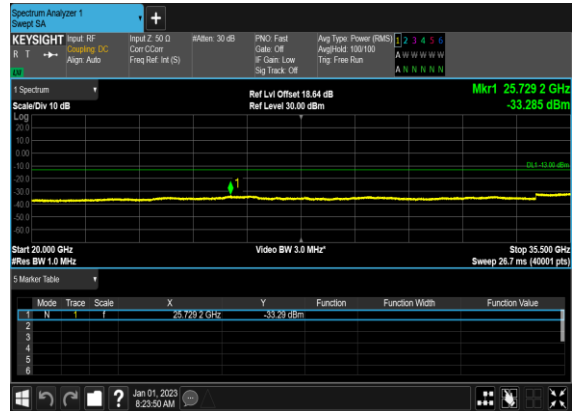 Spectrum Analyzer 1
Swept SA
+
KEYSIGHT Input: RF Input Z: 50 Ω #Atten: 30 dB PNO: Fast Avg Type: Power (RMS) 1 2 3 4 5 6
R T Coupling: DC Corr CCorr Gate: Off Avg|Hold: 100/100 A W W W W W
Align: Auto Freq Ref: Int (S) IF Gain: Low Trig: Free Run
Sig Track: Off A N N N N N
1 Spectrum Ref Lvl Offset 18.64 dB Mkr1 25.729 2 GHz
Scale/Div 10 dB Ref Level 30.00 dBm -33.285 dBm
Log
20.0
10.0
0.00
-10.0 DL1 -13.00 dBm
-20.0
-30.0 1
-40.0
-50.0
-60.0
Start 20.000 GHz Video BW 3.0 MHz* Stop 35.500 GHz
#Res BW 1.0 MHz Sweep 26.7 ms (40001 pts)
5 Marker Table
Mode Trace Scale X Y Function Function Width Function Value
1 N 1 f 25.729 2 GHz -33.29 dBm
2
3
4
5
6
? Jan 01, 2023
8:23:50 AM